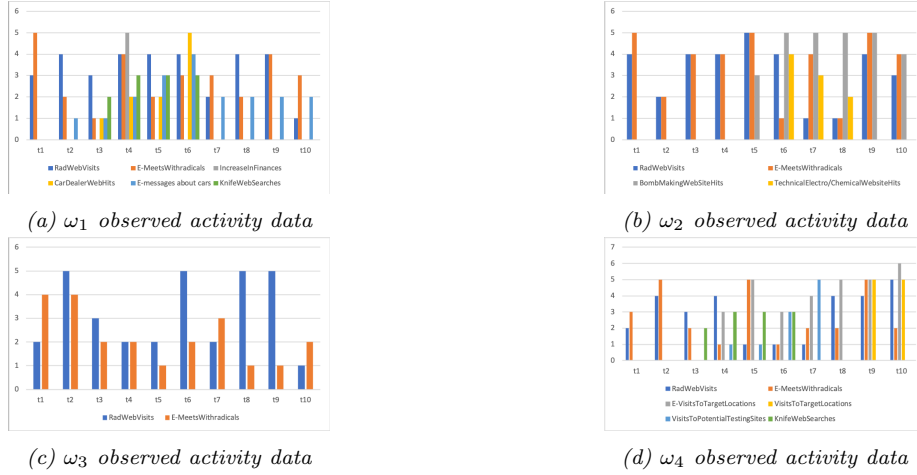 6
5
4
3
2
1
0
t1 t2 t3 t4 t5 t6 t7 t8 t9 t10
RadWebVisits E-MeetsWithradicals IncreaseInFinances
CarDealerWebHits E-messages about cars KnifeWebSearches
(a) ω1 observed activity data
6
5
4
3
2
1
0
t1 t2 t3 t4 t5 t6 t7 t8 t9 t10
RadWebVisits E-MeetsWithradicals
BombMakingWebSiteHits TechnicalElectro/ChemicalWebsiteHits
(b) ω2 observed activity data
6
5
4
3
2
1
0
t1 t2 t3 t4 t5 t6 t7 t8 t9 t10
RadWebVisits E-MeetsWithradicals
(c) ω3 observed activity data
7
6
5
4
3
2
1
0
t1 t2 t3 t4 t5 t6 t7 t8 t9 t10
RadWebVisits E-MeetsWithradicals
E-VisitsToTargetLocations VisitsToTargetLocations
VisitsToPotentialTestingSites KnifeWebSearches
(d) ω4 observed activity data